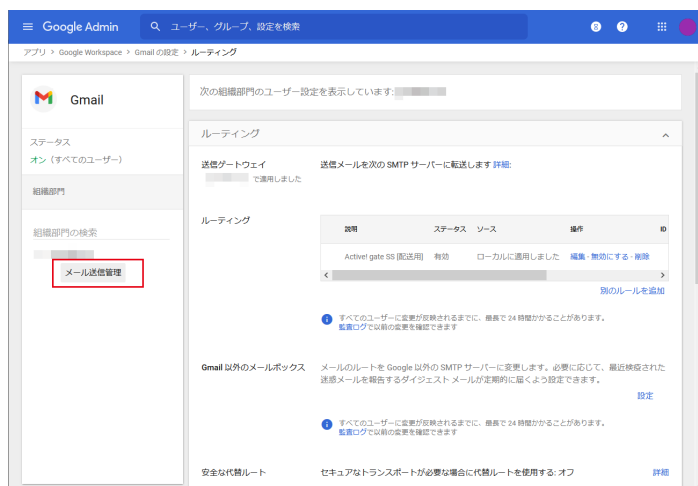 Google Admin
ユーザー、グループ、設定を検索
アプリ > Google Workspace > Gmail の設定 > ルーティング
Gmail
次の組織部門のユーザー設定を表示しています:
ステータス
オン（すべてのユーザー）
組織部門
組織部門の検索
メール送信管理
ルーティング
送信ゲートウェイ
で適用しました
送信メールを次の SMTP サーバーに転送します 詳細:
ルーティング
説明 ステータス ソース 操作 ID
Active! gate SS [配送用] 有効 ローカルに適用しました 編集 - 無効にする - 削除
別のルールを追加
すべてのユーザーに変更が反映されるまでに、最長で 24 時間かかることがあります。
監査ログで以前の変更を確認できます
Gmail 以外のメールボックス
メールのルートを Google 以外の SMTP サーバーに変更します。必要に応じて、最近検疫された
迷惑メールを報告するダイジェスト メールが定期的に届くよう設定できます。
設定
すべてのユーザーに変更が反映されるまでに、最長で 24 時間かかることがあります。
監査ログで以前の変更を確認できます
安全な代替ルート
セキュアなトランスポートが必要な場合に代替ルートを使用する: オフ
詳細